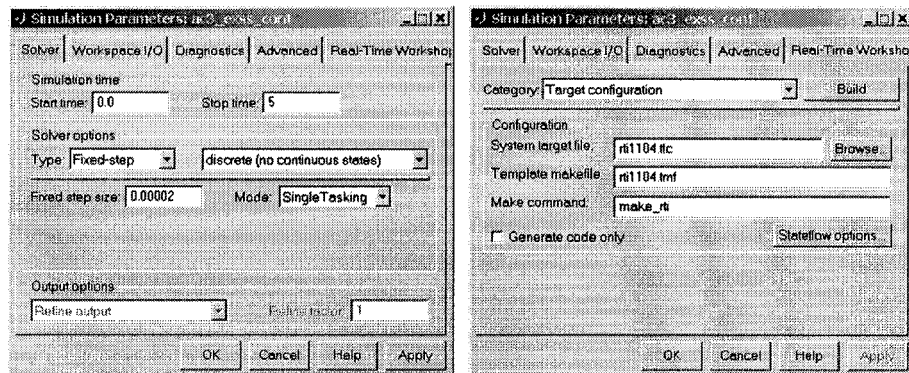 Simulation Parameters: ac3_exss_cont
Solver Workspace I/O Diagnostics Advanced Real-Time Workshop
Simulation time
Start time: 0.0 Stop time: 5
Solver options
Type: Fixed-step discrete (no continuous states)
Fixed step size: 0.00002 Mode: SingleTasking
Output options
Refine output Refine factor: 1
OK Cancel Help Apply
Simulation Parameters: ac3_exss_cont
Solver Workspace I/O Diagnostics Advanced Real-Time Worksho
Category: Target configuration Build
Configuration
System target file: rti1104.tlc Browse...
Template makefile: rti1104.tmf
Make command: make_rti
Generate code only Stateflow options...
OK Cancel Help Apply